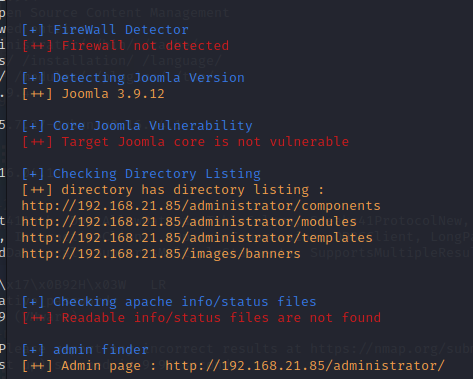 [+] FireWall Detector
[++] Firewall not detected
[+] Detecting Joomla Version
[++] Joomla 3.9.12
[+] Core Joomla Vulnerability
[++] Target Joomla core is not vulnerable
[+] Checking Directory Listing
[++] directory has directory listing :
http://192.168.21.85/administrator/components
http://192.168.21.85/administrator/modules
http://192.168.21.85/administrator/templates
http://192.168.21.85/images/banners
[+] Checking apache info/status files
[++] Readable info/status files are not found
[+] admin finder
[++] Admin page : http://192.168.21.85/administrator/